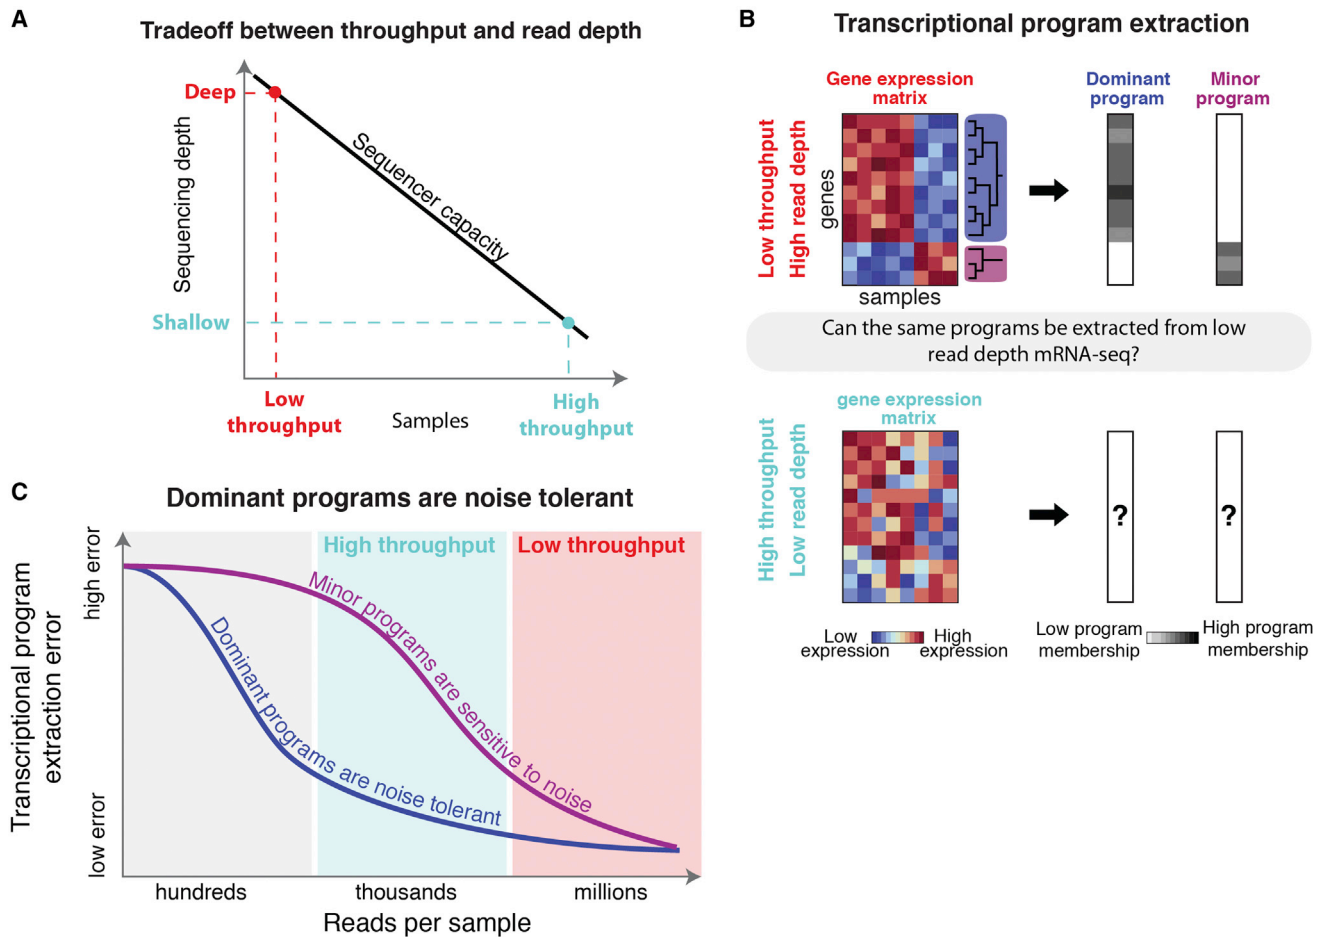 A
Tradeoff between throughput and read depth
Deep
Sequencing depth
Sequencer capacity
Shallow
Low
throughput
Samples
High
throughput
B
Transcriptional program extraction
Gene expression
matrix
Dominant
program
Minor
program
Low throughput
High read depth
genes
samples
Can the same programs be extracted from low
read depth mRNA-seq?
gene expression
matrix
High throughput
Low read depth
?
?
Low
expression
High
expression
Low program
membership
High program
membership
C
Dominant programs are noise tolerant
High throughput
Low throughput
Transcriptional program
extraction error
high error
low error
Minor programs are sensitive to noise
Dominant programs are noise tolerant
hundreds
thousands
millions
Reads per sample